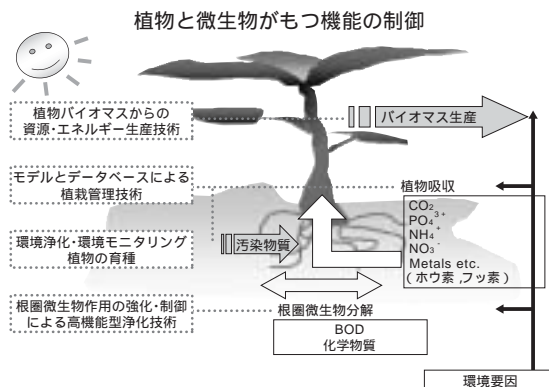 植物と微生物がもつ機能の制御
植物バイオマスからの
資源・エネルギー生産技術
バイオマス生産
モデルとデータベースによる
植栽管理技術
植物吸収
CO₂
PO₄³⁺
NH₄⁺
NO₃⁻
Metals etc.
(ホウ素,フッ素)
環境浄化・環境モニタリング
植物の育種
汚染物質
根圏微生物作用の強化・制御
による高機能型浄化技術
根圏微生物分解
BOD
化学物質
環境要因